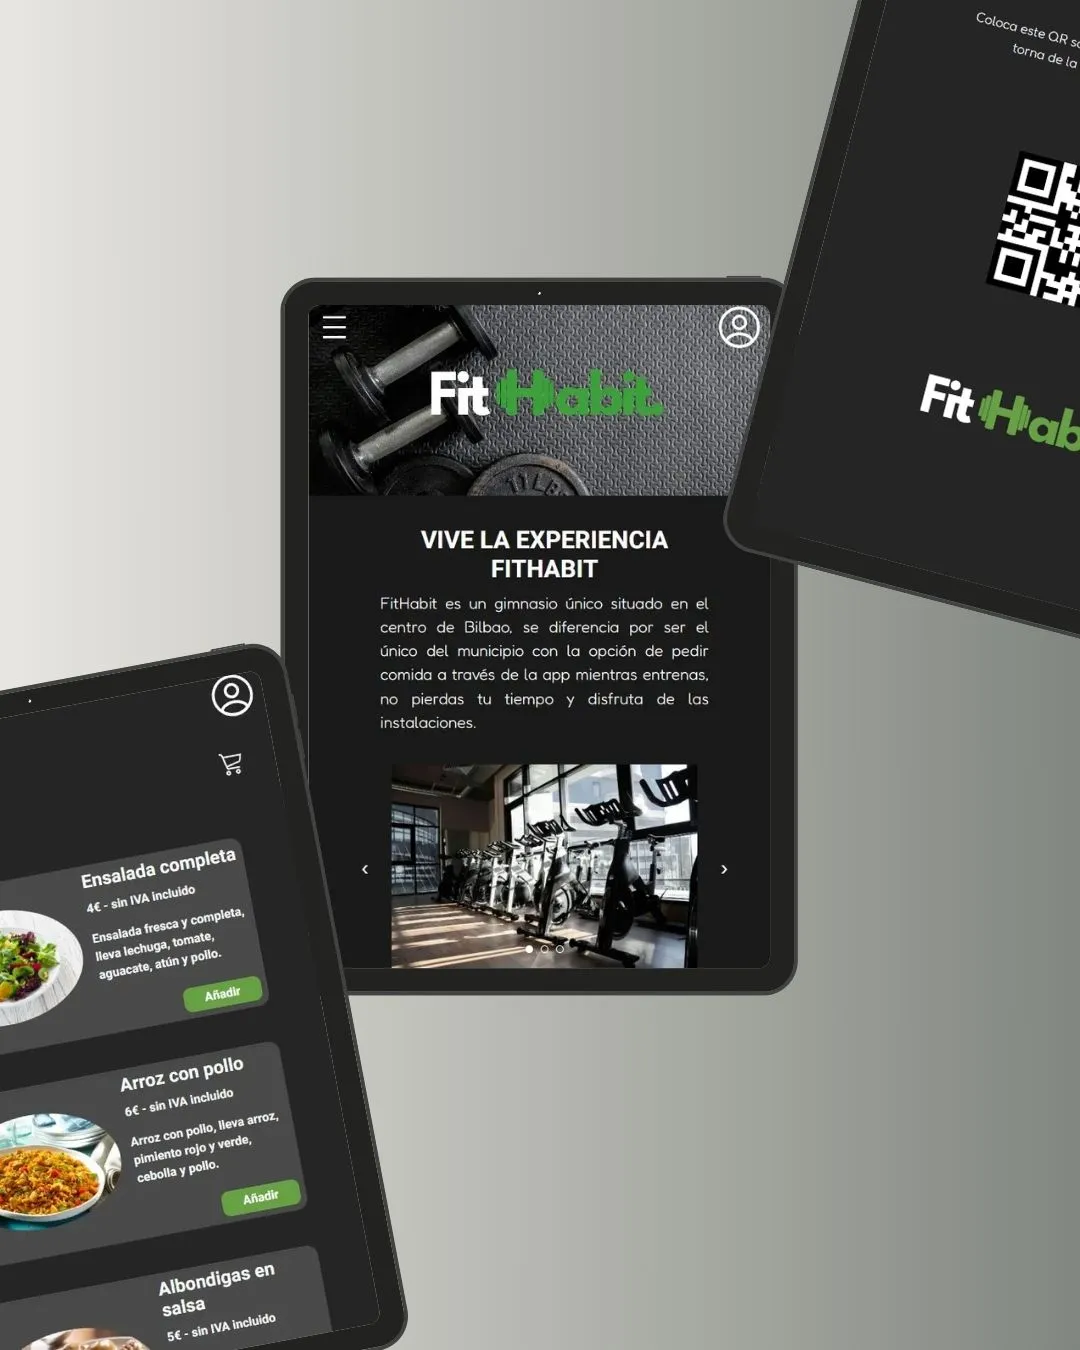 Coloca este QR
torna de la
Fit
FitHabit.
VIVE LA EXPERIENCIA
FITHABIT
FitHabit es un gimnasio único situado en el
centro de Bilbao, se diferencia por ser el
único del municipio con la opción de pedir
comida a través de la app mientras entrenas,
no pierdas tu tiempo y disfruta de las
instalaciones.
Ensalada completa
4€ - sin IVA incluido
Ensalada fresca y completa,
lleva lechuga, tomate,
aguacate, atún y pollo.
Añadir
Arroz con pollo
6€ - sin IVA incluido
Arroz con pollo, lleva arroz,
pimiento rojo y verde,
cebolla y pollo.
Añadir
Albondigas en
salsa
5€ - sin IVA incluido